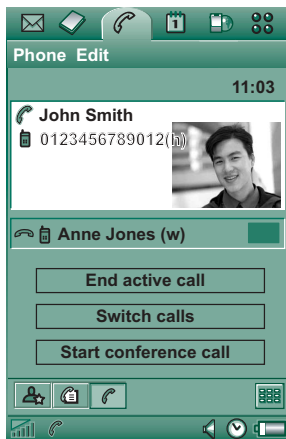 Phone Edit
11:03
John Smith
0123456789012(h)
Anne Jones (w)
End active call
Switch calls
Start conference call